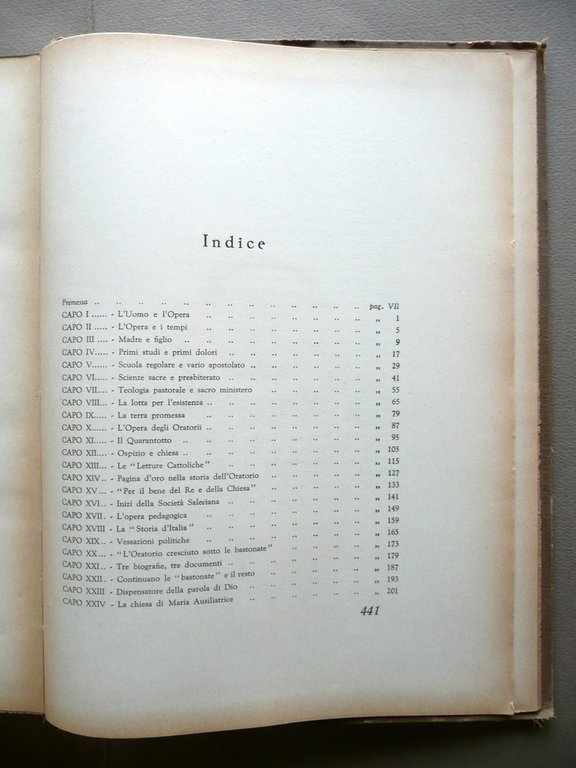 Indice
Premessa .. .. .. .. .. .. .. .. .. .. .. .. pag. VII
CAPO I ...... - L'Uomo e l'Opera .. .. .. .. .. .. .. .. „ 1
CAPO II ..... - L'Opera e i tempi .. .. .. .. .. .. .. .. „ 5
CAPO III .... - Madre e figlio .. .. .. .. .. .. .. .. „ 9
CAPO IV..... - Primi studi e primi dolori .. .. .. .. .. .. .. „ 17
CAPO V...... - Scuola regolare e vario apostolato .. .. .. .. .. .. „ 29
CAPO VI..... - Scienze sacre e presbiterato .. .. .. .. .. .. .. „ 41
CAPO VII .... - Teologia pastorale e sacro ministero .. .. .. .. .. „ 55
CAPO VIII.... - La lotta per l'esistenza .. .. .. .. .. .. .. .. „ 65
CAPO IX..... - La terra promessa .. .. .. .. .. .. .. .. „ 79
CAPO X...... - L'Opera degli Oratorii .. .. .. .. .. .. .. .. „ 87
CAPO XI..... - Il Quarantotto .. .. .. .. .. .. .. .. „ 95
CAPO XII.... - Ospizio e chiesa .. .. .. .. .. .. .. .. „ 105
CAPO XIII... - Le "Letture Cattoliche" .. .. .. .. .. .. .. „ 115
CAPO XIV.. - Pagina d'oro nella storia dell'Oratorio .. .. .. .. .. „ 127
CAPO XV ... - "Per il bene del Re e della Chiesa" .. .. .. .. .. „ 133
CAPO XVI .. - Inizi della Società Saleviana .. .. .. .. .. .. „ 141
CAPO XVII. - L'opera pedagogica .. .. .. .. .. .. .. .. „ 149
CAPO XVIII - La "Storia d'Italia" .. .. .. .. .. .. .. „ 159
CAPO XIX .. - Vessazioni politiche .. .. .. .. .. .. .. .. „ 165
CAPO XX ... - "L'Oratorio cresciuto sotto le bastonate" .. .. .. .. „ 173
CAPO XXI... - Tre biografie, tre documenti .. .. .. .. .. .. .. „ 179
CAPO XXII . - Continuano le "bastonate" e il resto .. .. .. .. .. „ 187
CAPO XXIII - Dispensatore della parola di Dio .. .. .. .. .. .. „ 193
CAPO XXIV - La chiesa di Maria Ausiliatrice .. .. .. .. .. .. „ 201
441